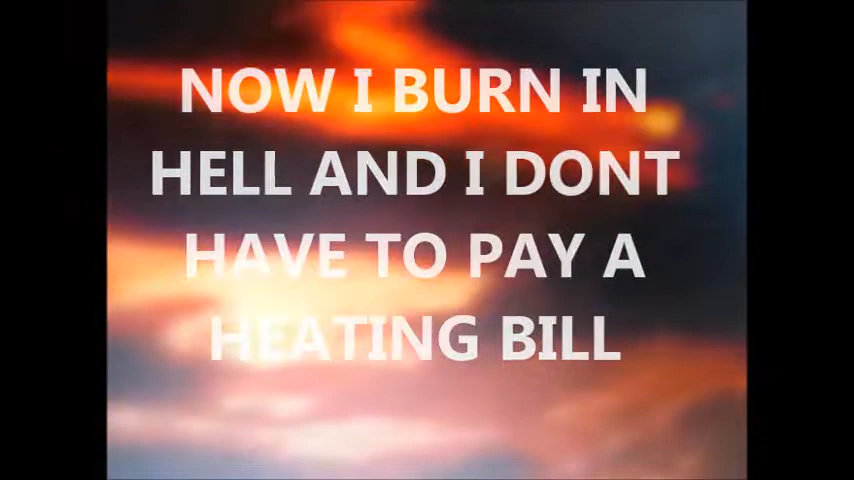 NOW I BURN IN
HELL AND I DONT
HAVE TO PAY A
HEATING BILL